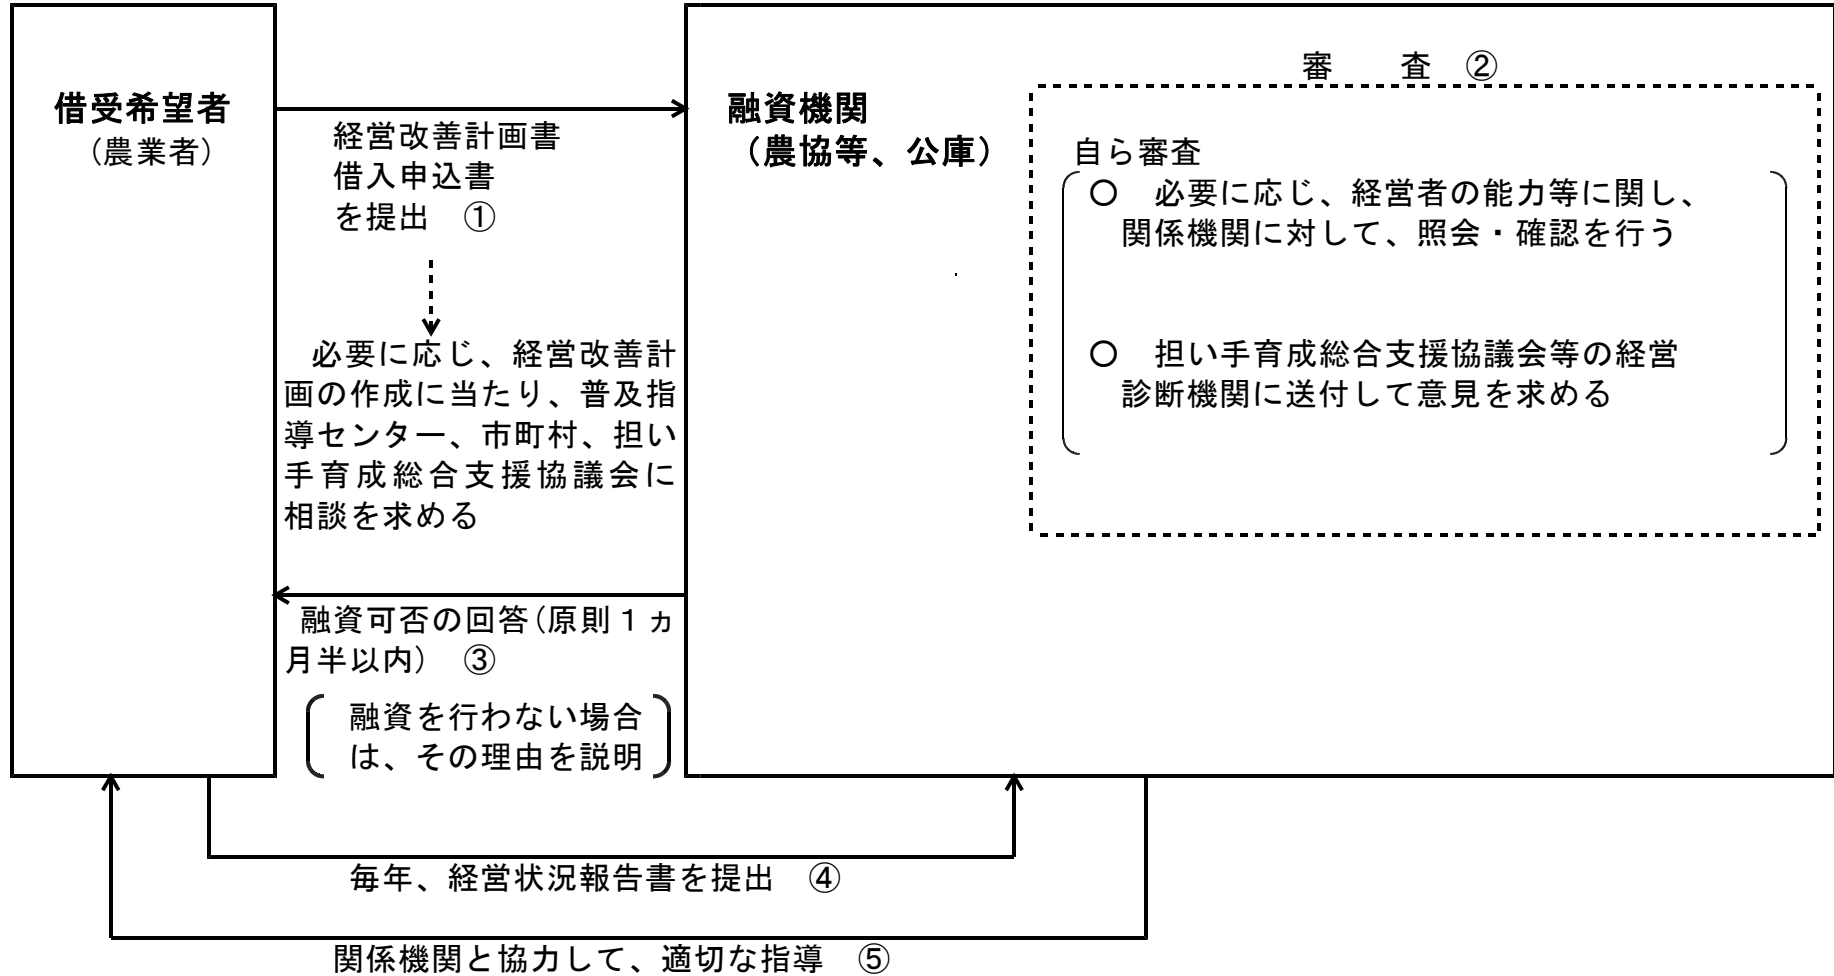 借受希望者
(農業者)
経営改善計画書
借入申込書
を提出 ①
必要に応じ、経営改善計
画の作成に当たり、普及指
導センター、市町村、担い
手育成総合支援協議会に
相談を求める
融資可否の回答(原則1ヵ
月半以内) ③
融資を行わない場合
は、その理由を説明
融資機関
(農協等、公庫)
審 査 ②
自ら審査
○ 必要に応じ、経営者の能力等に関し、
関係機関に対して、照会・確認を行う
○ 担い手育成総合支援協議会等の経営
診断機関に送付して意見を求める
毎年、経営状況報告書を提出 ④
関係機関と協力して、適切な指導 ⑤